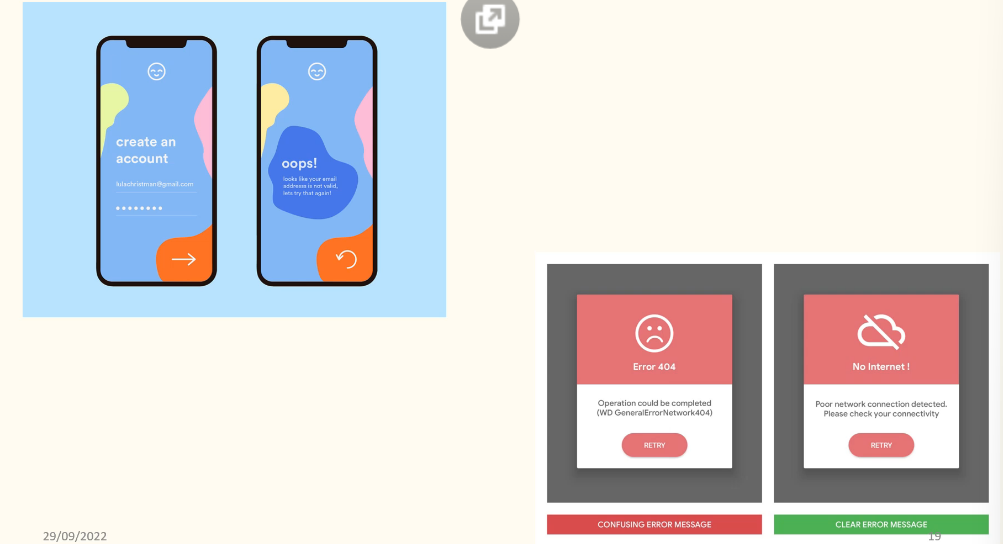 create an
account
lulachristman@gmail.com
oops!
looks like your email
addresss is not valid,
lets try that again!
Error 404
Operation could be completed
(WD GeneralErrorNetwork404)
RETRY
CONFUSING ERROR MESSAGE
No Internet !
Poor network connection detected.
Please check your connectivity
RETRY
CLEAR ERROR MESSAGE
29/09/2022
19